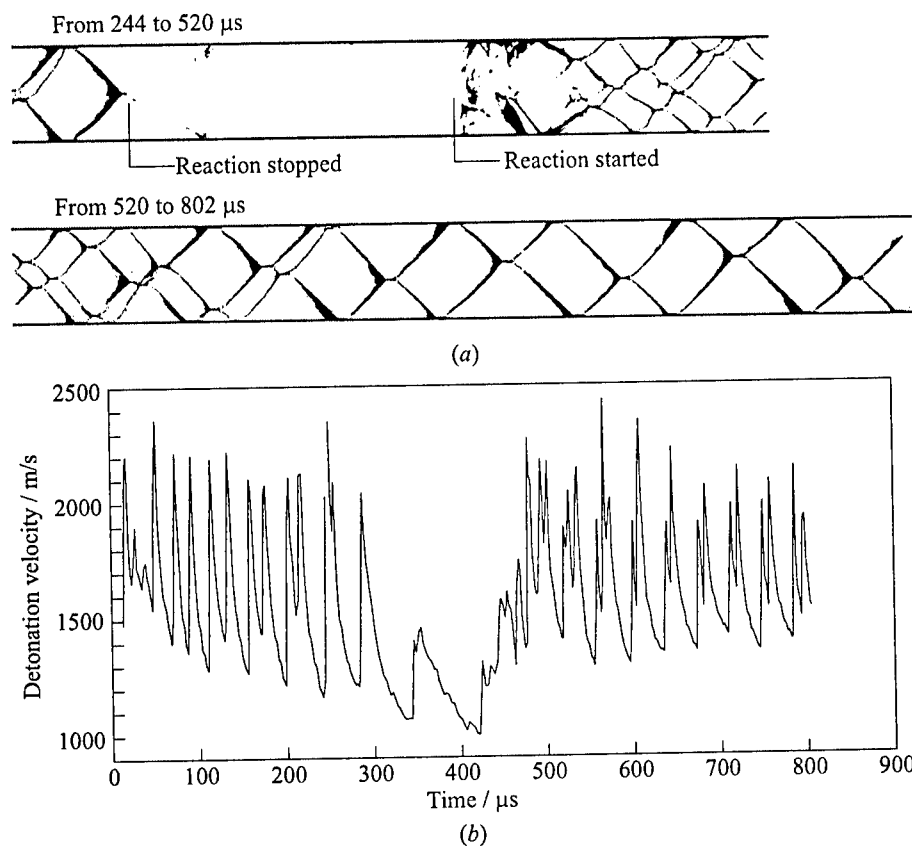 From 244 to 520 μs
Reaction stopped
Reaction started
From 520 to 802 μs
(a)
2500
2000
1500
1000
Detonation velocity / m/s
0 100 200 300 400 500 600 700 800 900
Time / μs
(b)